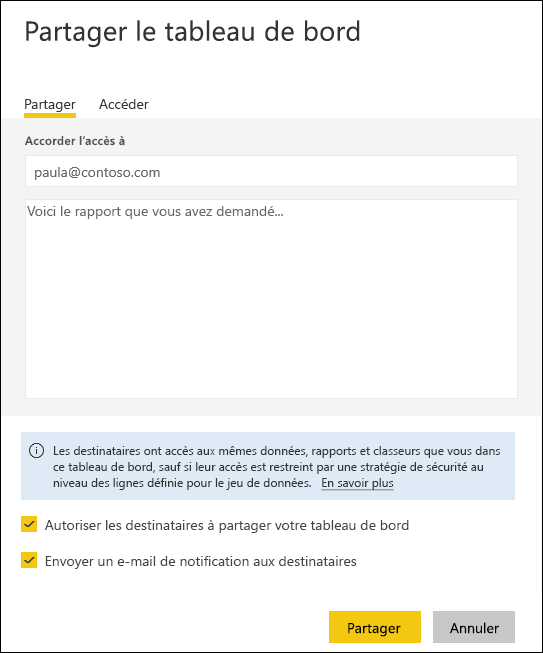 Partager le tableau de bord
Partager Accéder
Accorder l'accès à
paula@contoso.com
Voici le rapport que vous avez demandé...
Les destinataires ont accès aux mêmes données, rapports et classeurs que vous dans
ce tableau de bord, sauf si leur accès est restreint par une stratégie de sécurité au
niveau des lignes définie pour le jeu de données. En savoir plus
Autoriser les destinataires à partager votre tableau de bord
Envoyer un e-mail de notification aux destinataires
Partager Annuler